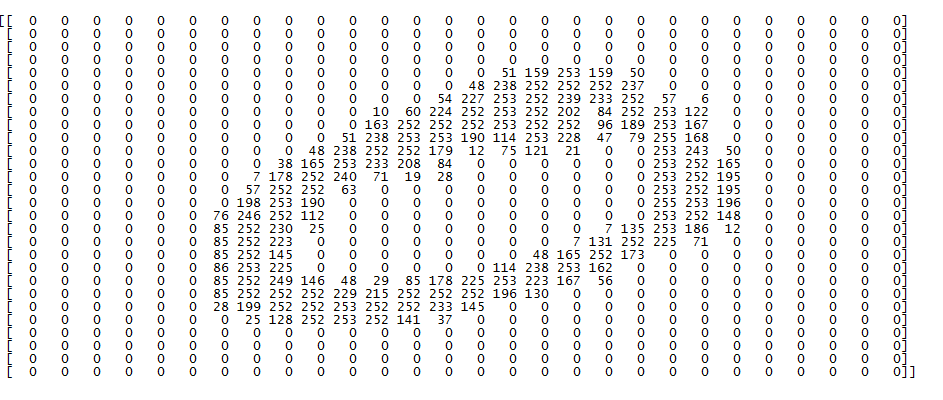 [[ 0 0 0 0 0 0 0 0 0 0 0 0 0 0 0 0 0 0 0 0 0 0 0 0 0 0 0 0]
[ 0 0 0 0 0 0 0 0 0 0 0 0 0 0 0 0 0 0 0 0 0 0 0 0 0 0 0 0]
[ 0 0 0 0 0 0 0 0 0 0 0 0 0 0 0 0 0 0 0 0 0 0 0 0 0 0 0 0]
[ 0 0 0 0 0 0 0 0 0 0 0 0 0 0 0 0 0 0 0 0 0 0 0 0 0 0 0 0]
[ 0 0 0 0 0 0 0 0 0 0 0 0 0 0 0 51 159 253 159 50 0 0 0 0 0 0 0 0]
[ 0 0 0 0 0 0 0 0 0 0 0 0 0 0 48 238 252 252 252 237 0 0 0 0 0 0 0 0]
[ 0 0 0 0 0 0 0 0 0 0 0 0 0 54 227 253 252 239 233 252 57 6 0 0 0 0 0 0]
[ 0 0 0 0 0 0 0 0 0 0 0 10 60 224 252 253 252 202 84 252 253 122 0 0 0 0 0 0]
[ 0 0 0 0 0 0 0 0 0 0 0 163 252 252 252 253 252 252 96 189 253 167 0 0 0 0 0 0]
[ 0 0 0 0 0 0 0 0 0 0 51 238 253 253 190 114 253 228 47 79 255 168 0 0 0 0 0 0]
[ 0 0 0 0 0 0 0 0 0 48 238 252 252 179 12 75 121 21 0 0 253 243 50 0 0 0 0 0]
[ 0 0 0 0 0 0 0 0 38 165 253 233 208 84 0 0 0 0 0 0 253 252 165 0 0 0 0 0]
[ 0 0 0 0 0 0 0 7 178 252 240 71 19 28 0 0 0 0 0 0 253 252 195 0 0 0 0 0]
[ 0 0 0 0 0 0 0 57 252 252 63 0 0 0 0 0 0 0 0 0 253 252 195 0 0 0 0 0]
[ 0 0 0 0 0 0 0 198 253 190 0 0 0 0 0 0 0 0 0 0 255 253 196 0 0 0 0 0]
[ 0 0 0 0 0 0 76 246 252 112 0 0 0 0 0 0 0 0 0 0 253 252 148 0 0 0 0 0]
[ 0 0 0 0 0 0 85 252 230 25 0 0 0 0 0 0 0 0 7 135 253 186 12 0 0 0 0 0]
[ 0 0 0 0 0 0 85 252 223 0 0 0 0 0 0 0 0 7 131 252 225 71 0 0 0 0 0 0]
[ 0 0 0 0 0 0 85 252 145 0 0 0 0 0 0 0 48 165 252 173 0 0 0 0 0 0 0 0]
[ 0 0 0 0 0 0 86 253 225 0 0 0 0 0 0 114 238 253 162 0 0 0 0 0 0 0 0 0]
[ 0 0 0 0 0 0 85 252 249 146 48 29 85 178 225 253 223 167 56 0 0 0 0 0 0 0 0 0]
[ 0 0 0 0 0 0 85 252 252 252 229 215 252 252 252 196 130 0 0 0 0 0 0 0 0 0 0 0]
[ 0 0 0 0 0 0 28 199 252 252 253 252 252 233 145 0 0 0 0 0 0 0 0 0 0 0 0 0]
[ 0 0 0 0 0 0 0 25 128 252 253 252 141 37 0 0 0 0 0 0 0 0 0 0 0 0 0 0]
[ 0 0 0 0 0 0 0 0 0 0 0 0 0 0 0 0 0 0 0 0 0 0 0 0 0 0 0 0]
[ 0 0 0 0 0 0 0 0 0 0 0 0 0 0 0 0 0 0 0 0 0 0 0 0 0 0 0 0]
[ 0 0 0 0 0 0 0 0 0 0 0 0 0 0 0 0 0 0 0 0 0 0 0 0 0 0 0 0]
[ 0 0 0 0 0 0 0 0 0 0 0 0 0 0 0 0 0 0 0 0 0 0 0 0 0 0 0 0]]